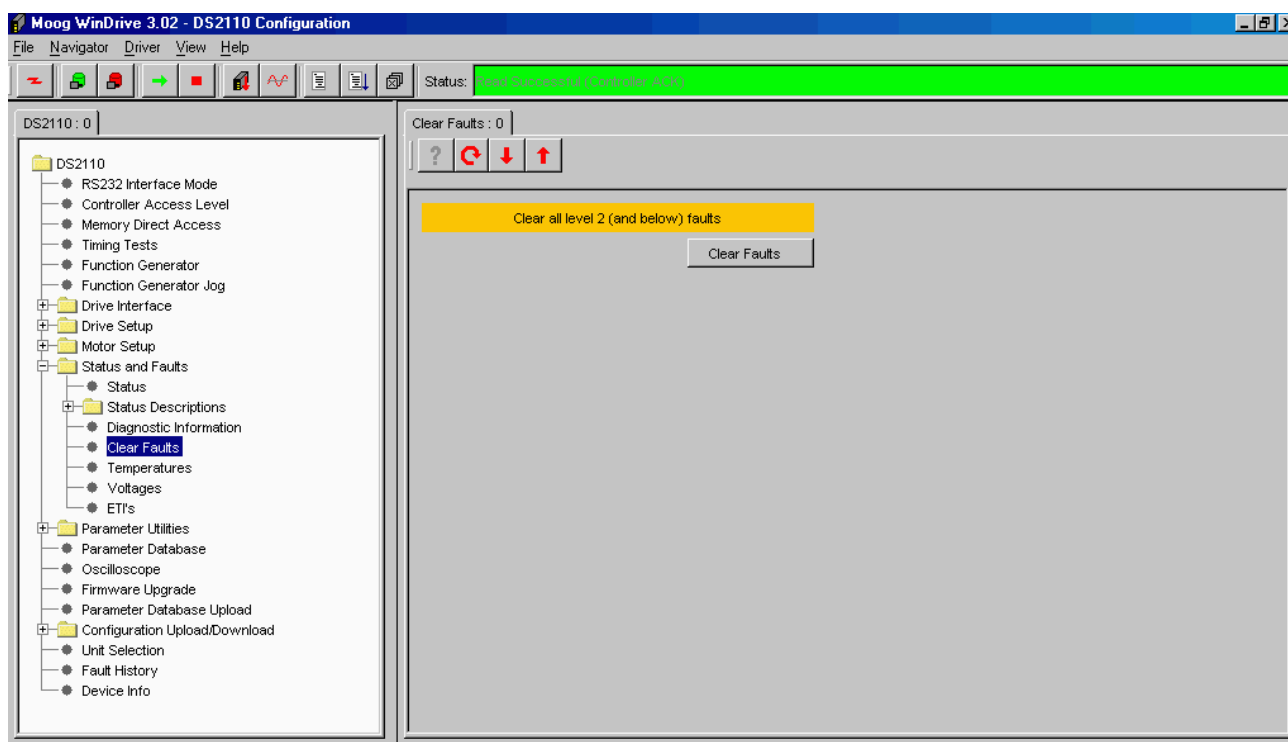 Moog WinDrive 3.02 - DS2110 Configuration
File Navigator Driver View Help
Status: Read Successful (Controller ACK)
DS2110 : 0
DS2110
RS232 Interface Mode
Controller Access Level
Memory Direct Access
Timing Tests
Function Generator
Function Generator Jog
Drive Interface
Drive Setup
Motor Setup
Status and Faults
Status
Status Descriptions
Diagnostic Information
Clear Faults
Temperatures
Voltages
ETI's
Parameter Utilities
Parameter Database
Oscilloscope
Firmware Upgrade
Parameter Database Upload
Configuration Upload/Download
Unit Selection
Fault History
Device Info
Clear Faults : 0
?
Clear all level 2 (and below) faults
Clear Faults